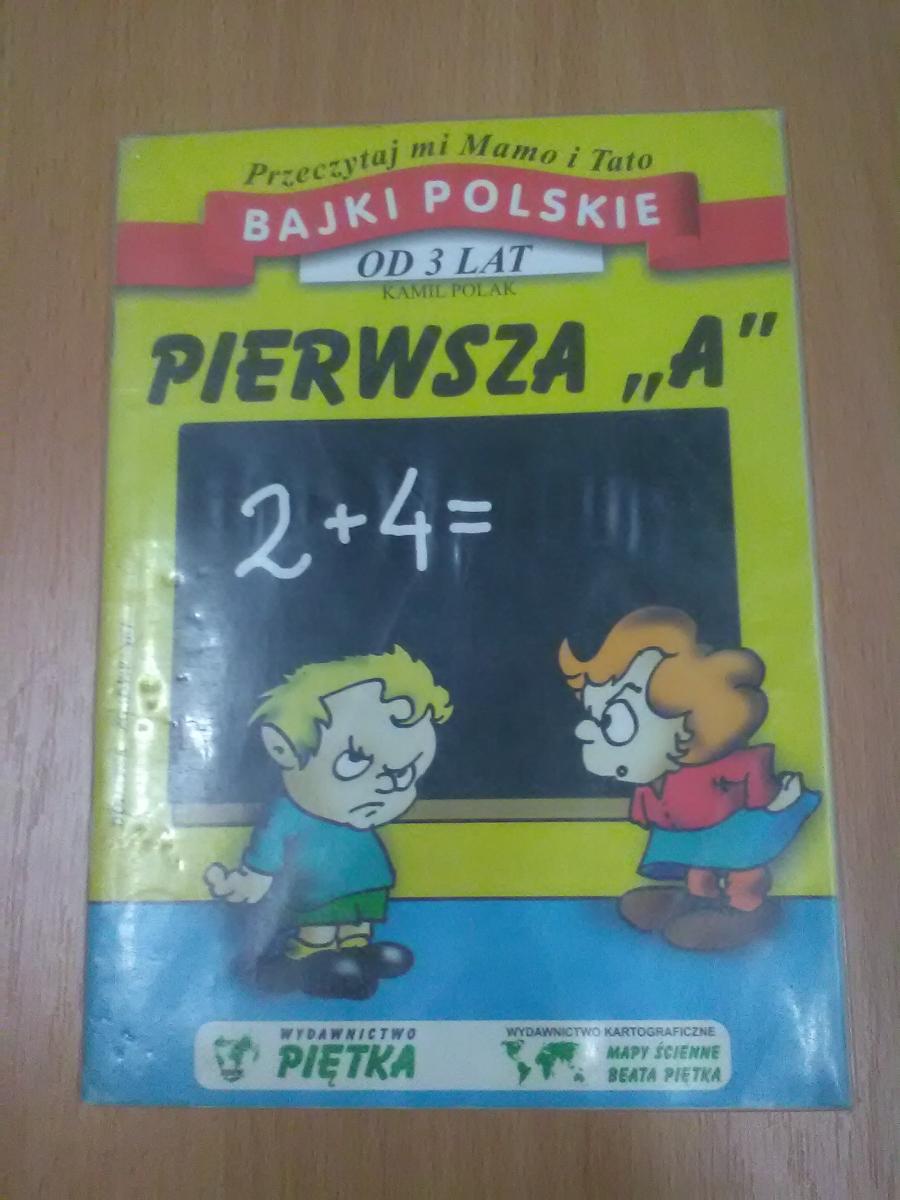 Przeczytaj mi Mamo i Tato
BAJKI POLSKIE
OD 3 LAT
KAMIL POLAK
PIERWSZA „A”
2+4=
WYDAWNICTWO
PIĘTKA
WYDAWNICTWO KARTOGRAFICZNE
MAPY ŚCIENNE
BEATA PIĘTKA